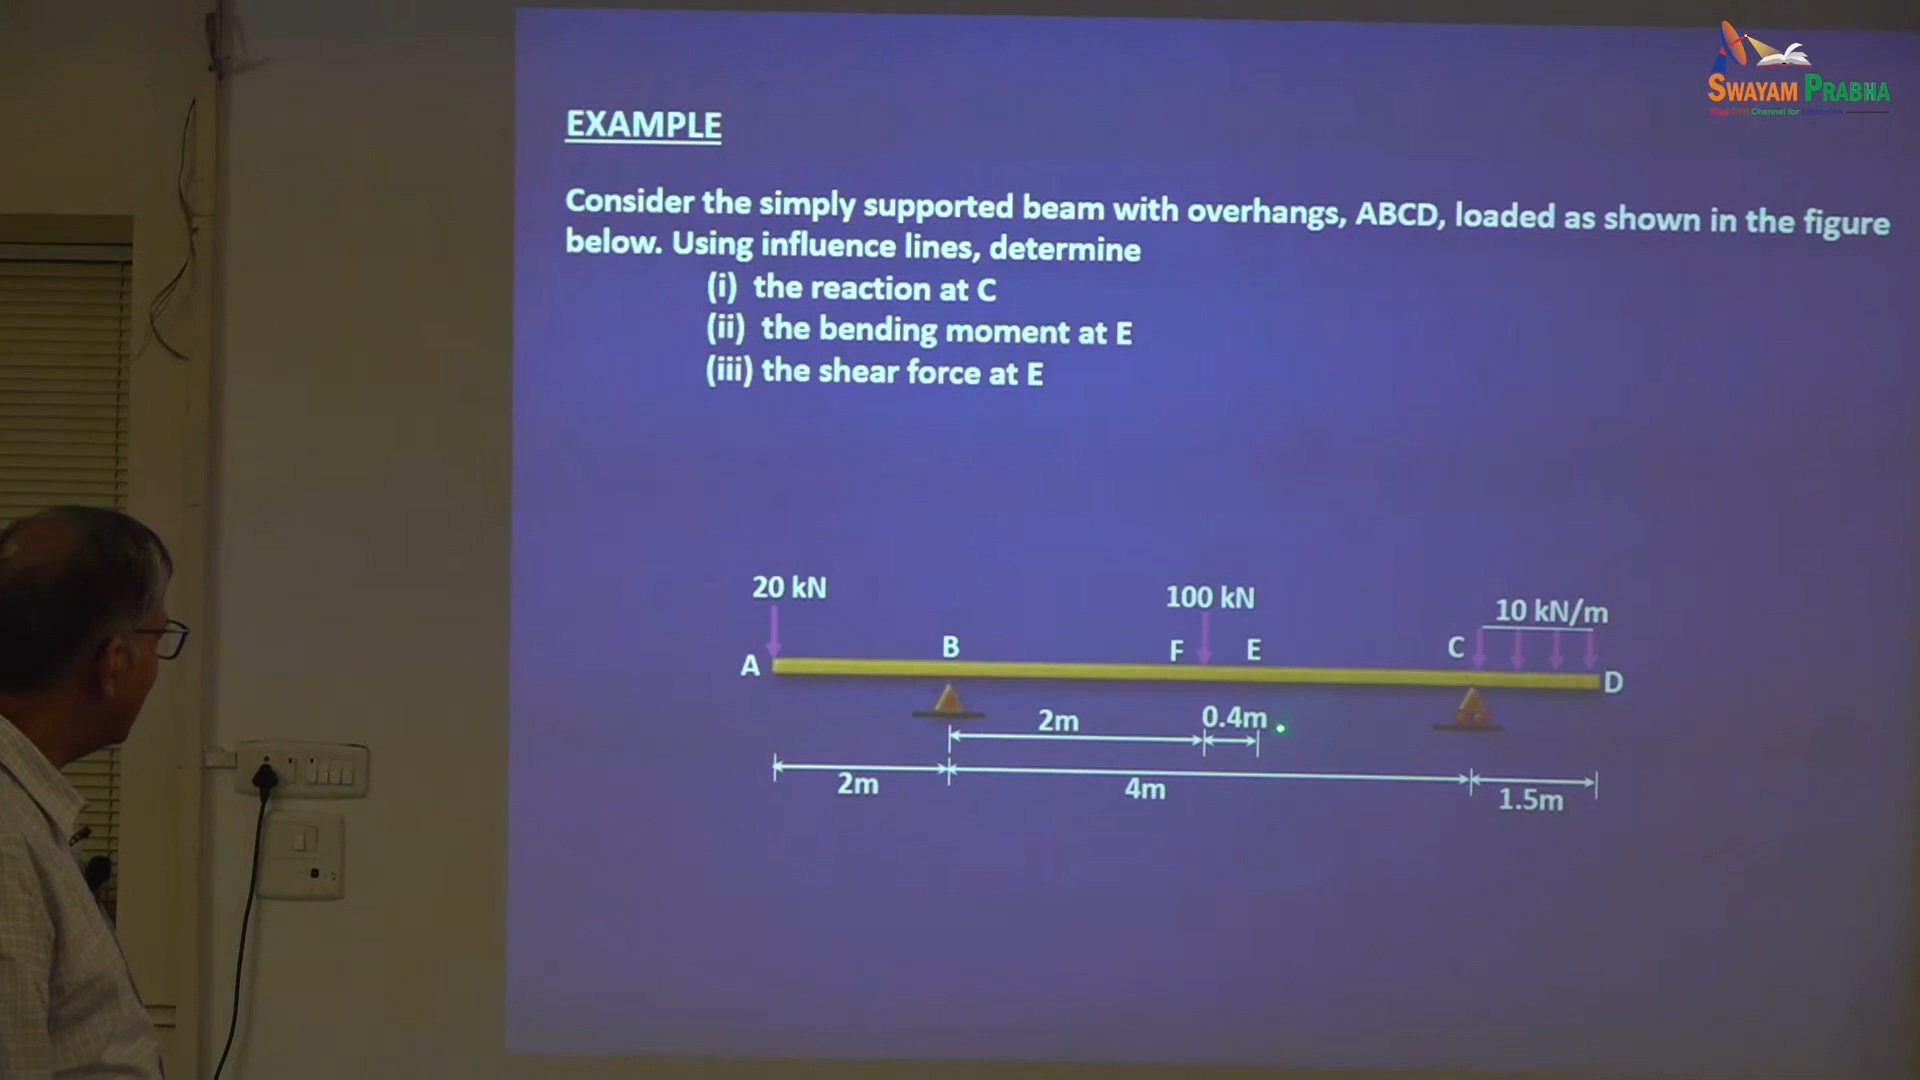 SWAYAM PRABHA
EXAMPLE
Consider the simply supported beam with overhangs, ABCD, loaded as shown in the figure
below. Using influence lines, determine
(i) the reaction at C
(ii) the bending moment at E
(iii) the shear force at E
20 kN
100 kN
10 kN/m
A
B
F
E
C
D
2m
0.4m
2m
4m
1.5m